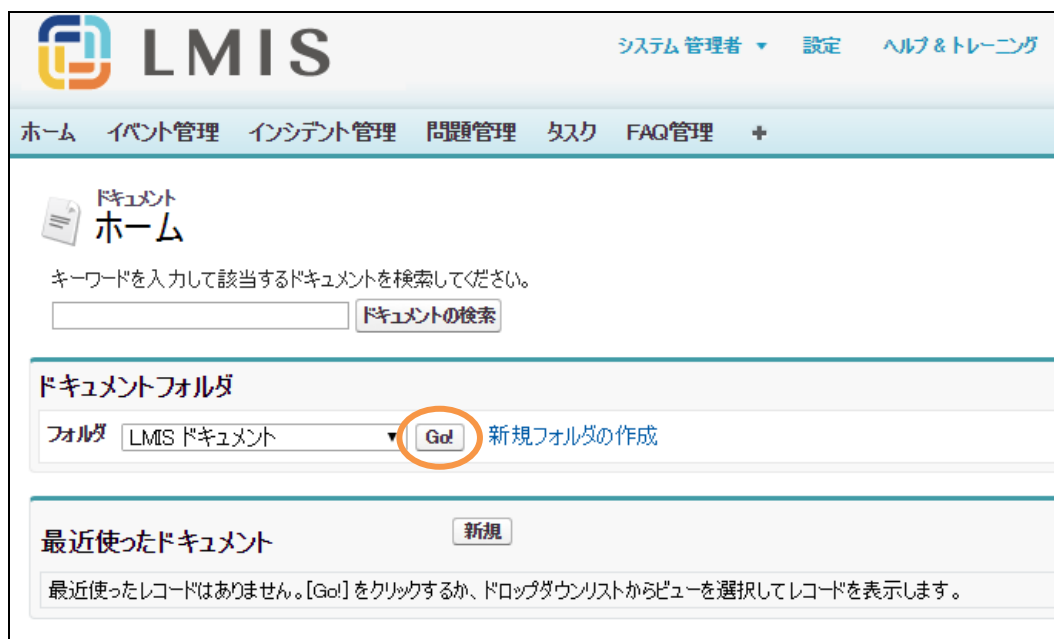 LMIS
システム 管理者 設定 ヘルプ & トレーニング
ホーム イベント管理 インシデント管理 問題管理 タスク FAQ管理 +
ドキュメント
ホーム
キーワードを入力して該当するドキュメントを検索してください。
ドキュメントの検索
ドキュメントフォルダ
フォルダ LMIS ドキュメント Go! 新規フォルダの作成
最近使ったドキュメント 新規
最近使ったレコードはありません。[Go!] をクリックするか、ドロップダウンリストからビューを選択してレコードを表示します。